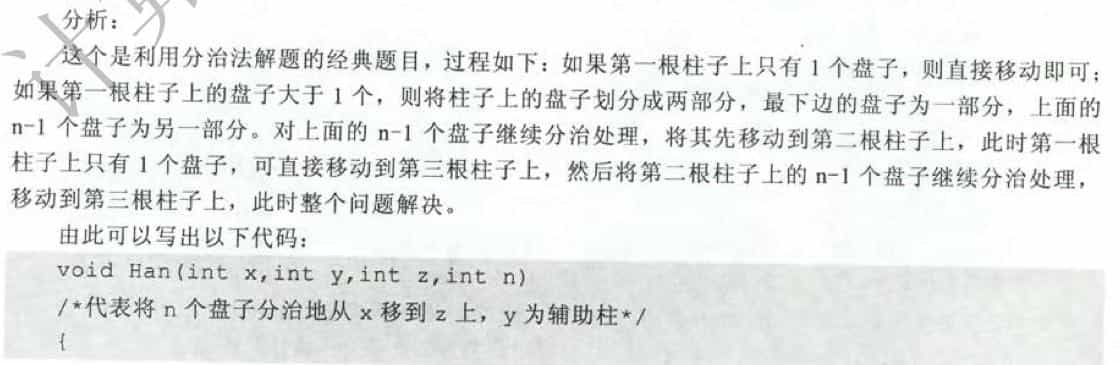 分析：
这个是利用分治法解题的经典题目，过程如下：如果第一根柱子上只有 1 个盘子，则直接移动即可；
如果第一根柱子上的盘子大于 1 个，则将柱子上的盘子划分成两部分，最下边的盘子为一部分，上面的
n-1 个盘子为另一部分。对上面的 n-1 个盘子继续分治处理，将其先移动到第二根柱子上，此时第一根
柱子上只有 1 个盘子，可直接移动到第三根柱子上，然后将第二根柱子上的 n-1 个盘子继续分治处理，
移动到第三根柱子上，此时整个问题解决。
由此可以写出以下代码：
void Han(int x,int y,int z,int n)
/*代表将 n 个盘子分治地从 x 移到 z 上，y 为辅助柱*/
{